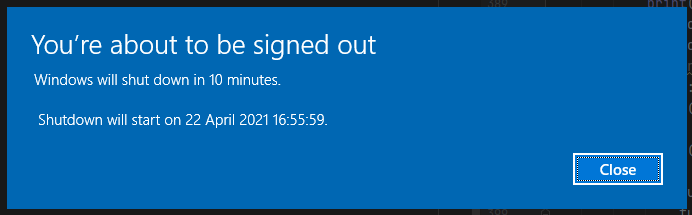 You're about to be signed out
Windows will shut down in 10 minutes.
Shutdown will start on 22 April 2021 16:55:59.
Close